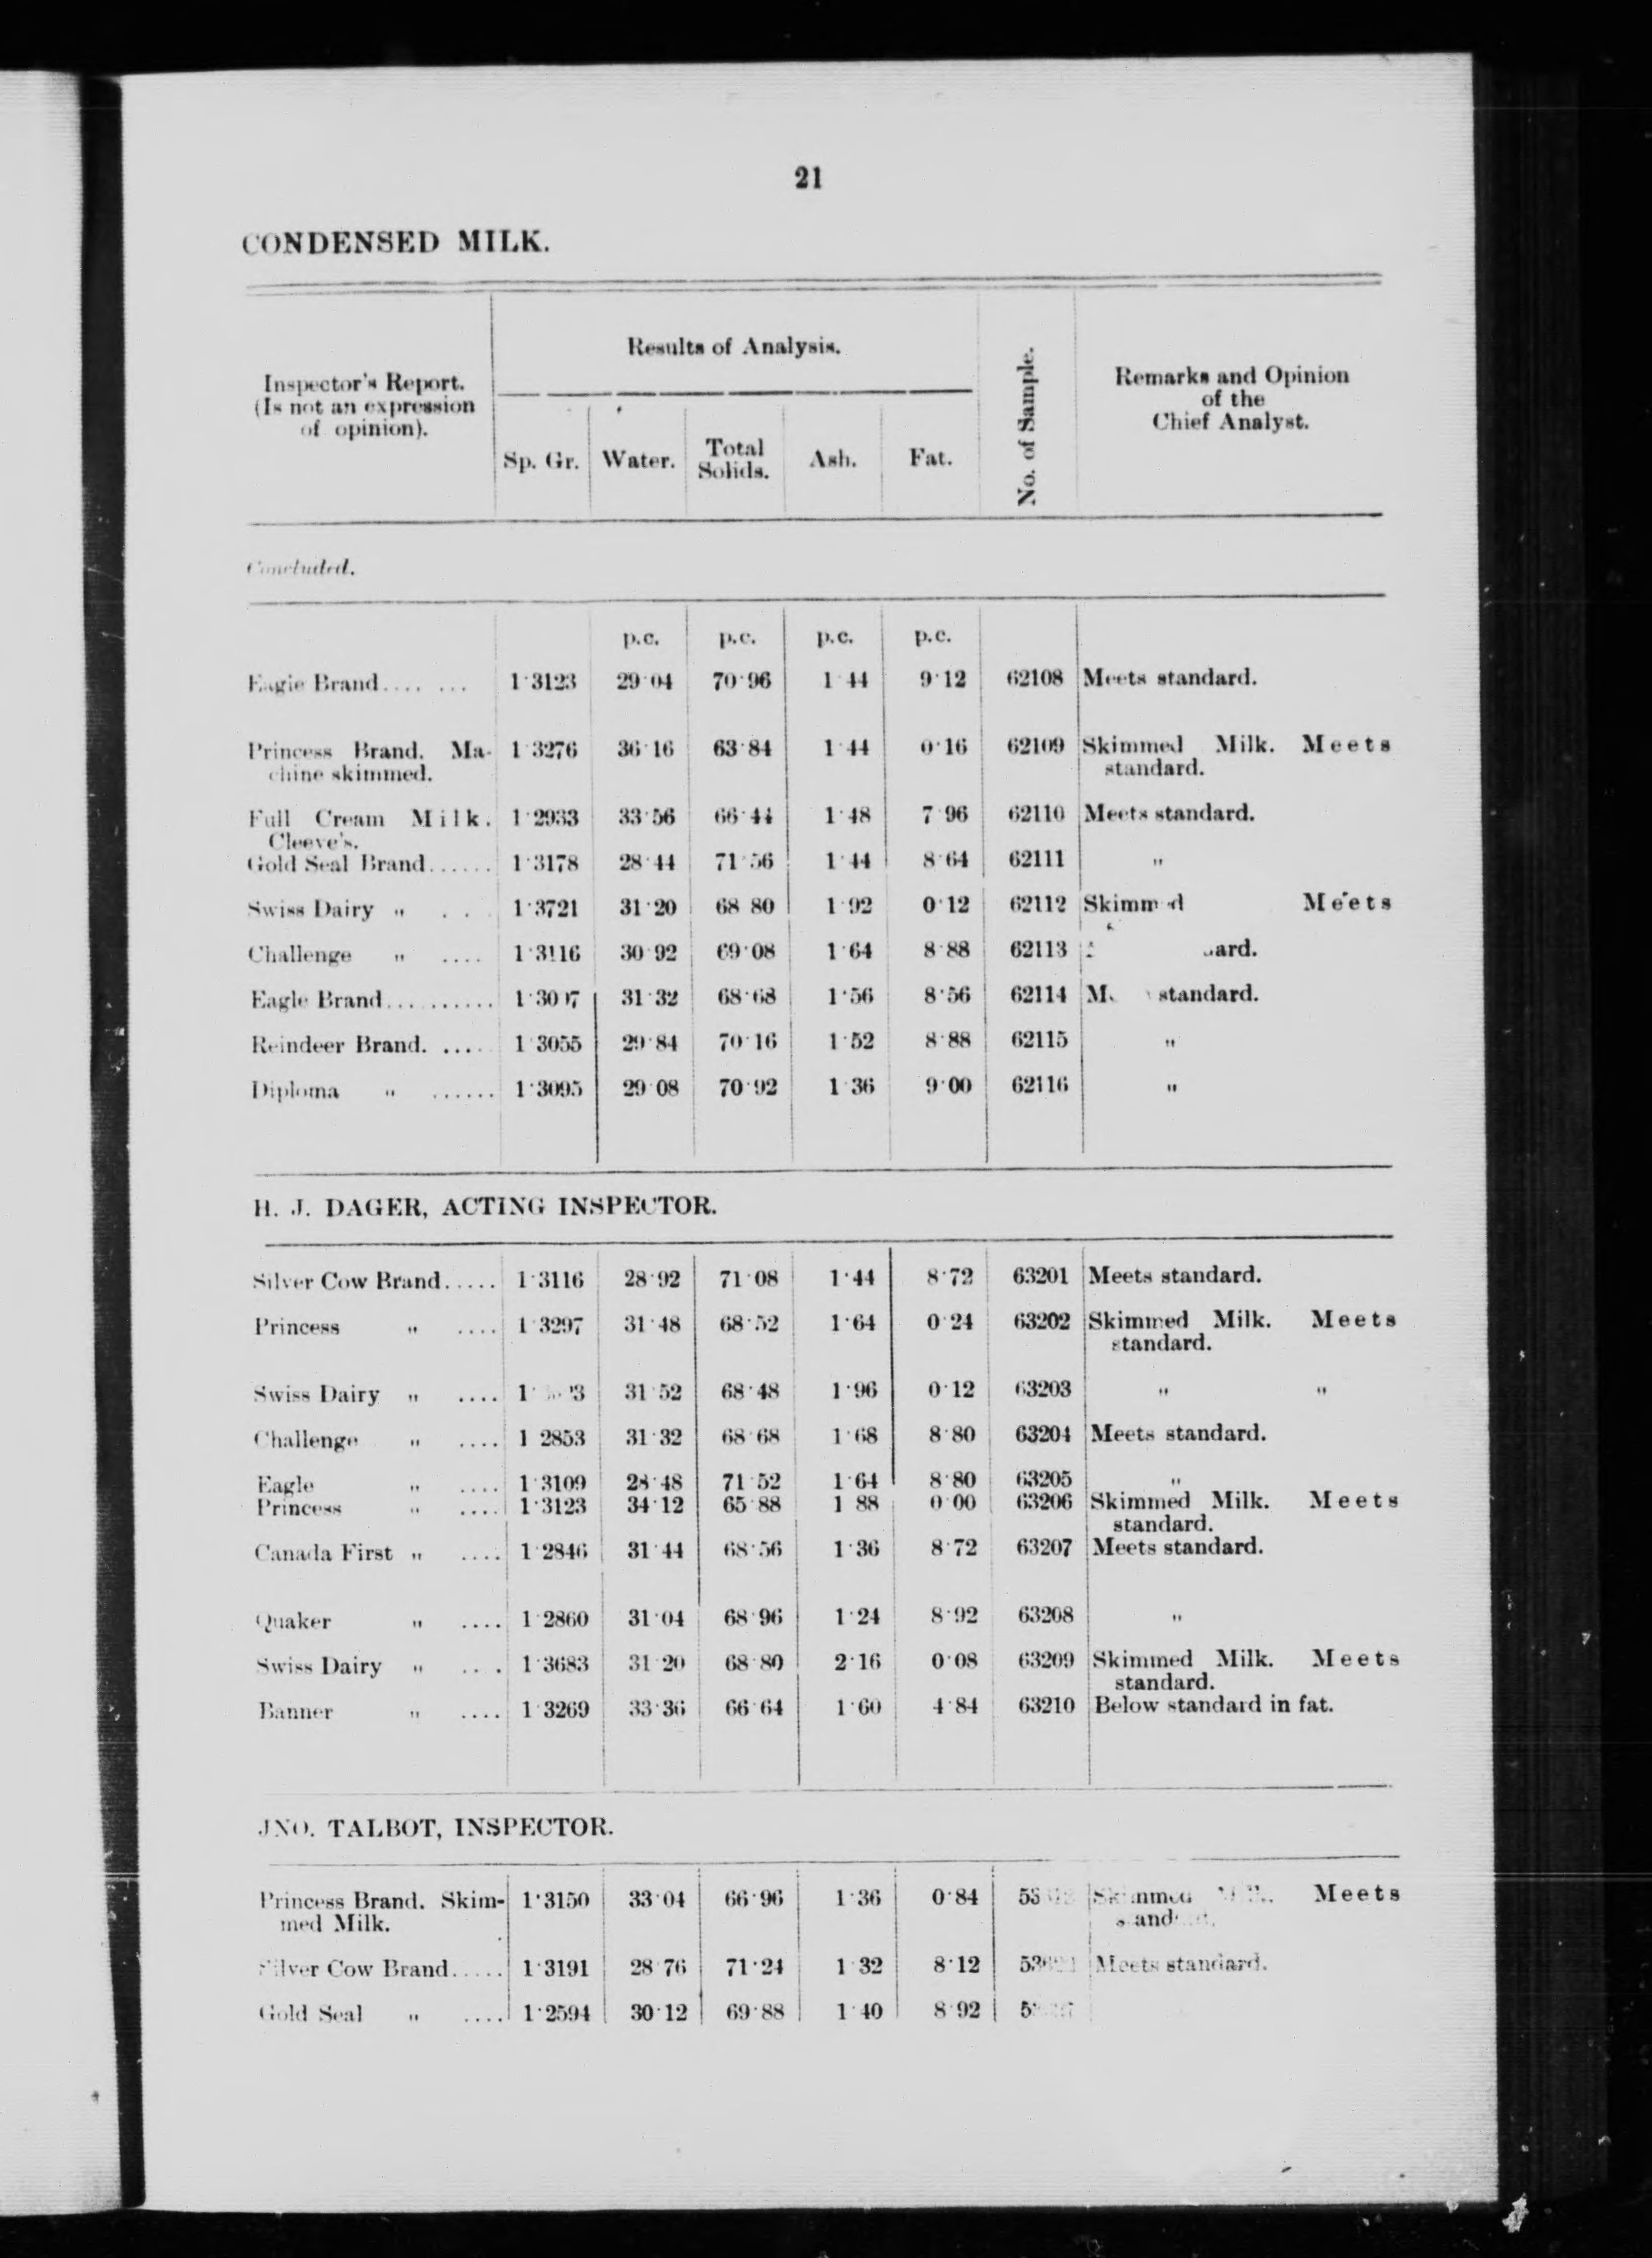 21
CONDENSED MILK.
Inspector's Report.
(Is not an expression
of opinion).
Results of Analysis.
Sp. Gr. Water. Total Solids. Ash. Fat.
No. of Sample.
Remarks and Opinion
of the
Chief Analyst.
Concluded.
p.c. p.c. p.c. p.c.
Eagle Brand.... ... 1·3123 29·04 70·96 1 44 9·12 62108 Meets standard.
Princess Brand. Ma- 1 3276 36·16 63·84 1·44 0·16 62109 Skimmed Milk. Meets
chine skimmed. standard.
Full Cream Milk. 1·2933 33·56 66·44 1·48 7·96 62110 Meets standard.
Cleeve's.
Gold Seal Brand...... 1·3178 28·44 71·56 1·44 8·64 62111 "
Swiss Dairy " . . . 1·3721 31·20 68 80 1·92 0·12 62112 Meets
Challenge " .... 1·3116 30·92 69·08 1·64 8·88 62113
Eagle Brand.......... 31·32 68·68 1·56 8·56 62114 standard.
Reindeer Brand. .... 1 3055 29·84 70·16 1·52 8·88 62115 "
Diploma " ...... 1·3095 29·08 70·92 1·36 9·00 62116 "
H. J. DAGER, ACTING INSPECTOR.
Silver Cow Brand..... 1·3116 28·92 71·08 1·44 8·72 63201 Meets standard.
Princess " .... 1·3297 31·48 68·52 1·64 0·24 63202 Skimmed Milk. Meets
standard.
Swiss Dairy " .... 31·52 68·48 1·96 0·12 63203 " "
Challenge " .... 1 2853 31·32 68·68 1·68 8·80 63204 Meets standard.
Eagle " .... 1·3109 28·48 71·52 1·64 8·80 63205 "
Princess " .... 1·3123 34·12 65·88 1 88 0·00 63206 Skimmed Milk. Meets
standard.
Canada First " .... 1·2846 31·44 68·56 1·36 8·72 63207 Meets standard.
Quaker " .... 1·2860 31·04 68·96 1·24 8·92 63208 "
Swiss Dairy " ... . 1·3683 31·20 68·80 2·16 0·08 63209 Skimmed Milk. Meets
standard.
Banner " .... 1·3269 33·36 66·64 1·60 4·84 63210 Below standard in fat.
JNO. TALBOT, INSPECTOR.
Princess Brand. Skim- 1·3150 33·04 66·96 1·36 0·84 Meets
med Milk.
Silver Cow Brand..... 1·3191 28·76 71·24 1·32 8·12 Meets standard.
Gold Seal " .... 1·2594 30·12 69·88 1·40 8·92